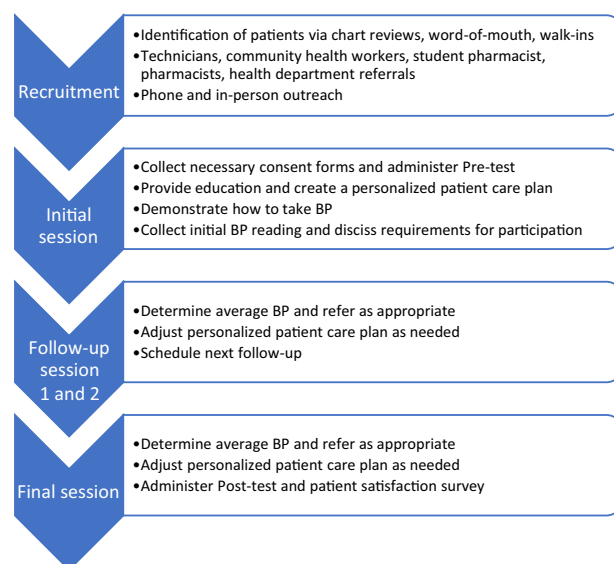 Recruitment
•Identification of patients via chart reviews, word-of-mouth, walk-ins
•Technicians, community health workers, student pharmacist,
pharmacists, health department referrals
•Phone and in-person outreach
Initial
session
•Collect necessary consent forms and administer Pre-test
•Provide education and create a personalized patient care plan
•Demonstrate how to take BP
•Collect initial BP reading and disciss requirements for participation
Follow-up
session
1 and 2
•Determine average BP and refer as appropriate
•Adjust personalized patient care plan as needed
•Schedule next follow-up
Final session
•Determine average BP and refer as appropriate
•Adjust personalized patient care plan as needed
•Administer Post-test and patient satisfaction survey